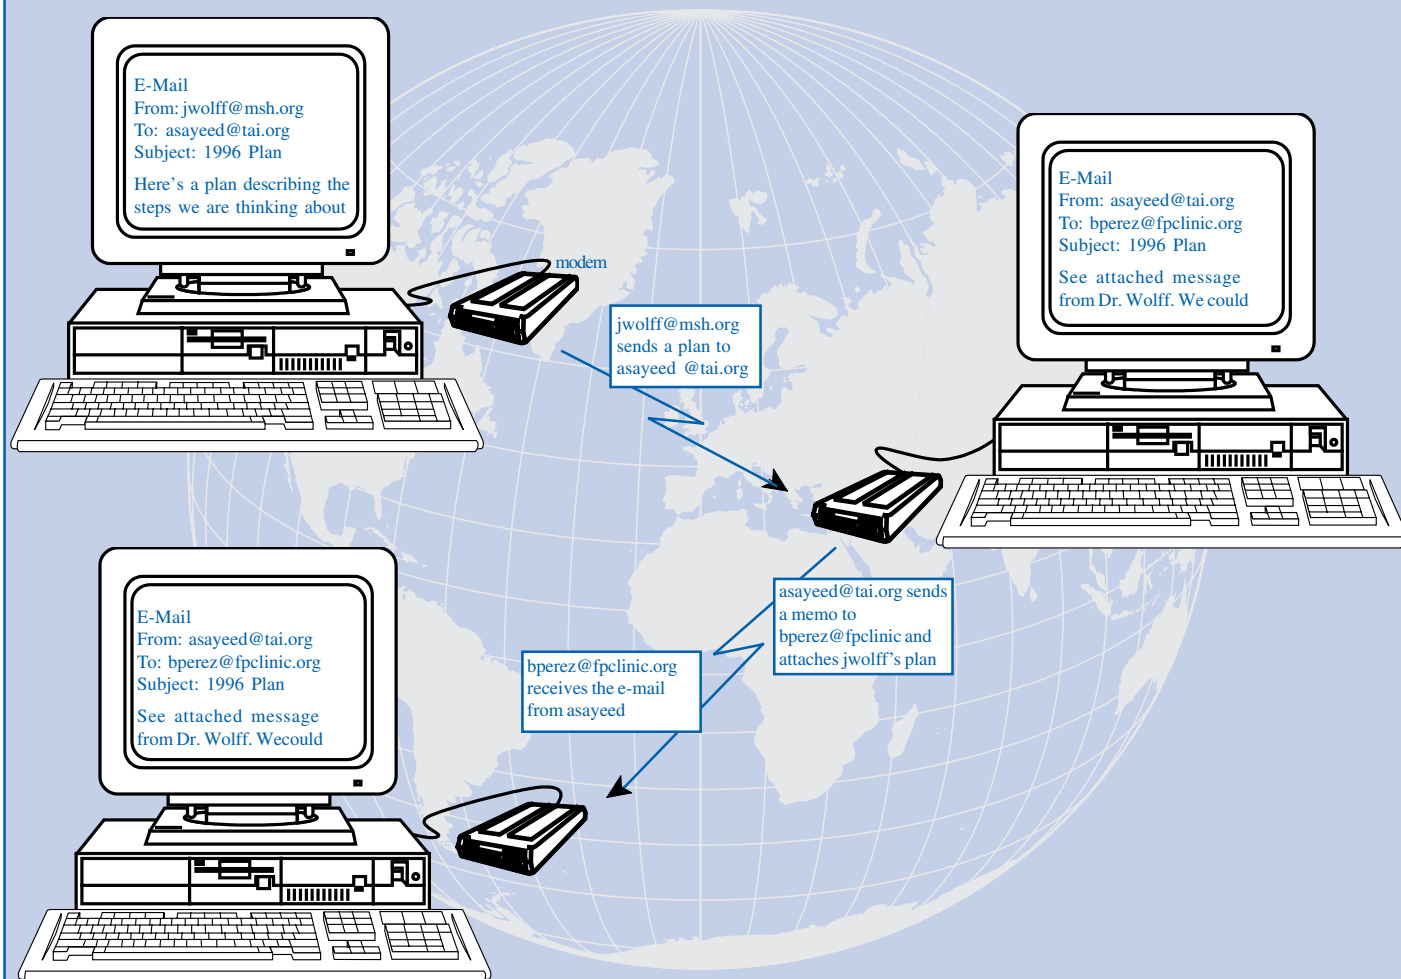 E-Mail
From: jwolff@msh.org
To: asayeed@tai.org
Subject: 1996 Plan
Here's a plan describing the
steps we are thinking about
modem
jwolff@msh.org
sends a plan to
asayeed @tai.org
E-Mail
From: asayeed@tai.org
To: bperez@fpclinic.org
Subject: 1996 Plan
See attached message
from Dr. Wolff. We could
asayeed@tai.org sends
a memo to
bperez@fpclinic and
attaches jwolff's plan
bperez@fpclinic.org
receives the e-mail
from asayeed
E-Mail
From: asayeed@tai.org
To: bperez@fpclinic.org
Subject: 1996 Plan
See attached message
from Dr. Wolff. Wecould